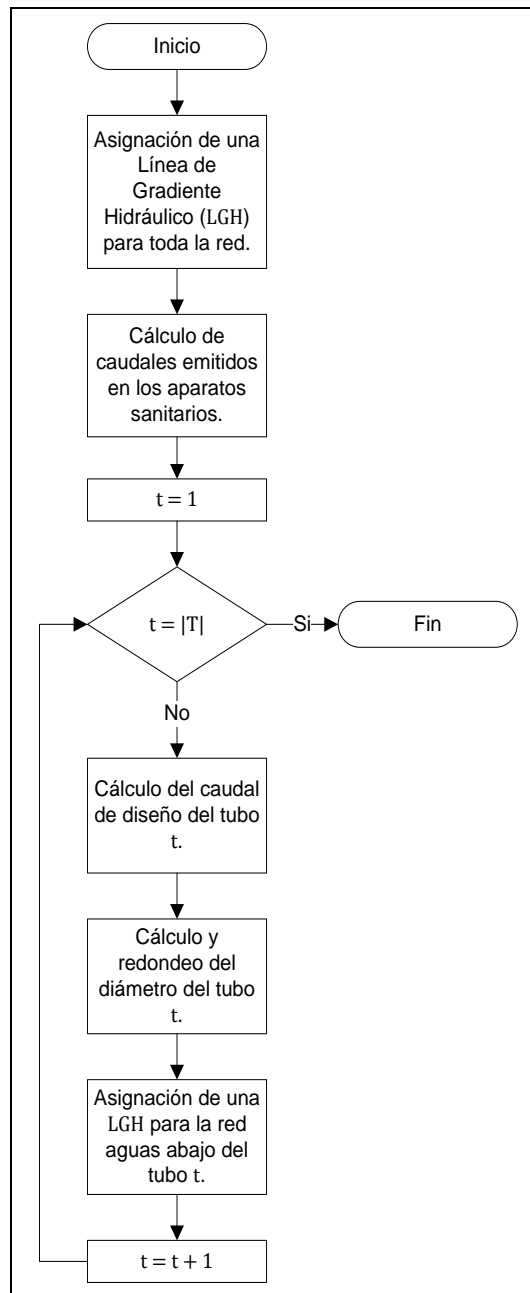 Inicio
Asignación de una
Línea de
Gradiente
Hidráulico (LGH)
para toda la red.
Cálculo de
caudales emitidos
en los aparatos
sanitarios.
t = 1
t = |T|
Si
Fin
No
Cálculo del caudal
de diseño del tubo
t.
Cálculo y
redondeo del
diámetro del tubo
t.
Asignación de una
LGH para la red
aguas abajo del
tubo t.
t = t + 1